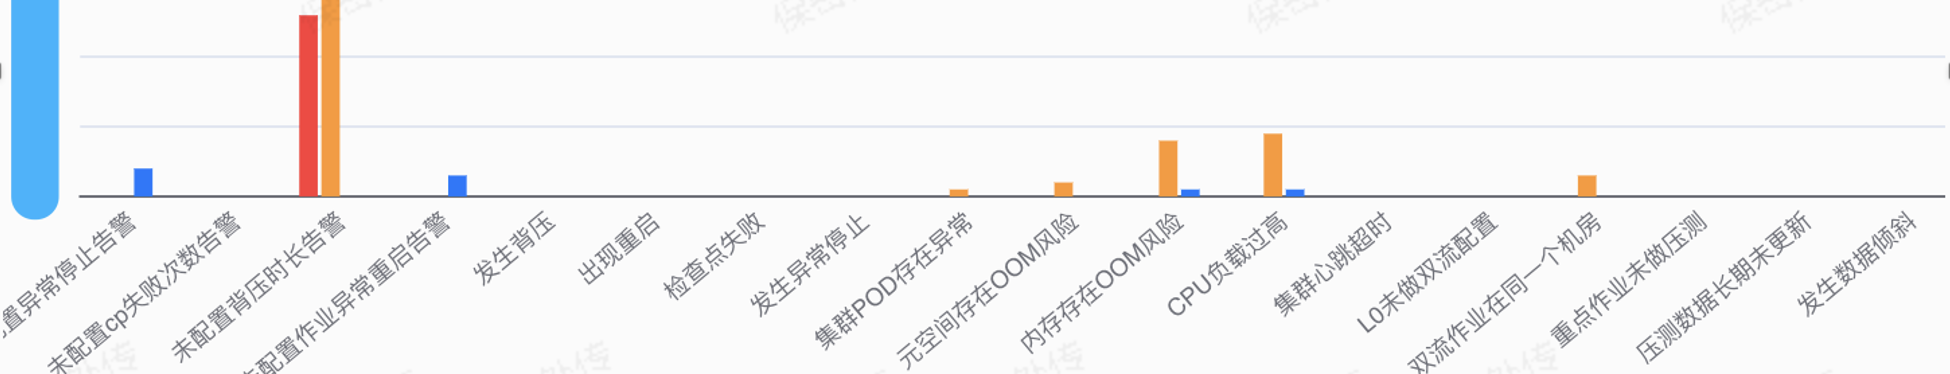 置异常停止告警
未配置cp失败次数告警
未配置背压时长告警
配置作业异常重启告警
发生背压
出现重启
检查点失败
发生异常停止
集群POD存在异常
元空间存在OOM风险
内存存在OOM风险
CPU负载过高
集群心跳超时
L0未做双流配置
双流作业在同一个机房
重点作业未做压测
压测数据长期未更新
发生数据倾斜